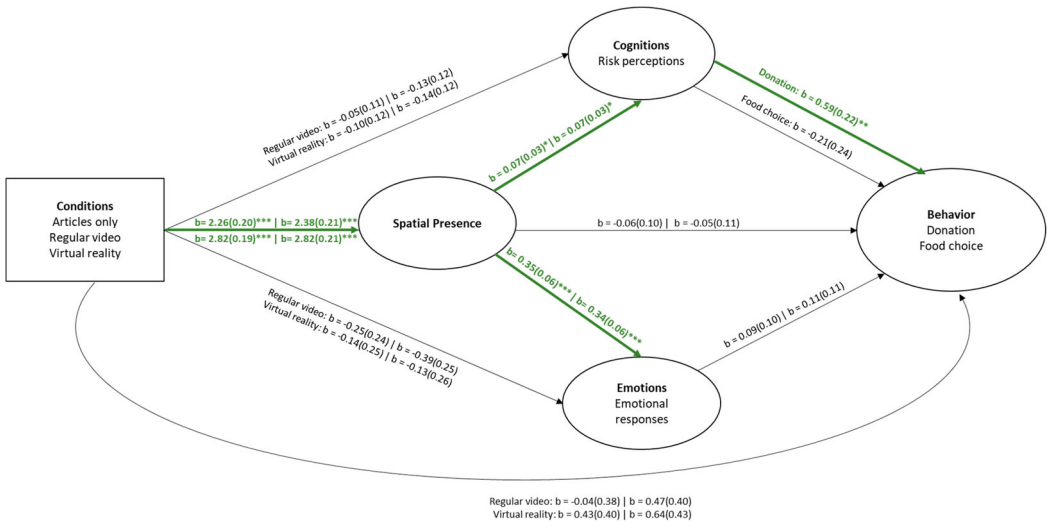 Cognitions
Risk perceptions
Donation: b = 0.59(0.22)**
Food choice: b = -0.21(0.24)
Regular video: b = -0.05(0.11) | b = -0.13(0.12)
Virtual reality: b = -0.10(0.12) | b = -0.14(0.12)
b = 0.07(0.03)* | b = 0.07(0.03)*
Conditions
Articles only
Regular video
Virtual reality
b= 2.26(0.20)*** | b= 2.38(0.21)***
b= 2.82(0.19)*** | b= 2.82(0.21)***
Spatial Presence
b = -0.06(0.10) | b = -0.05(0.11)
Behavior
Donation
Food choice
b= 0.35(0.06)*** | b= 0.34(0.06)***
Regular video: b = -0.25(0.24) | b = -0.39(0.25)
Virtual reality: b = -0.14(0.25) | b = -0.13(0.26)
b = 0.09(0.10) | b = 0.11(0.11)
Emotions
Emotional
responses
Regular video: b = -0.04(0.38) | b = 0.47(0.40)
Virtual reality: b = 0.43(0.40) | b = 0.64(0.43)